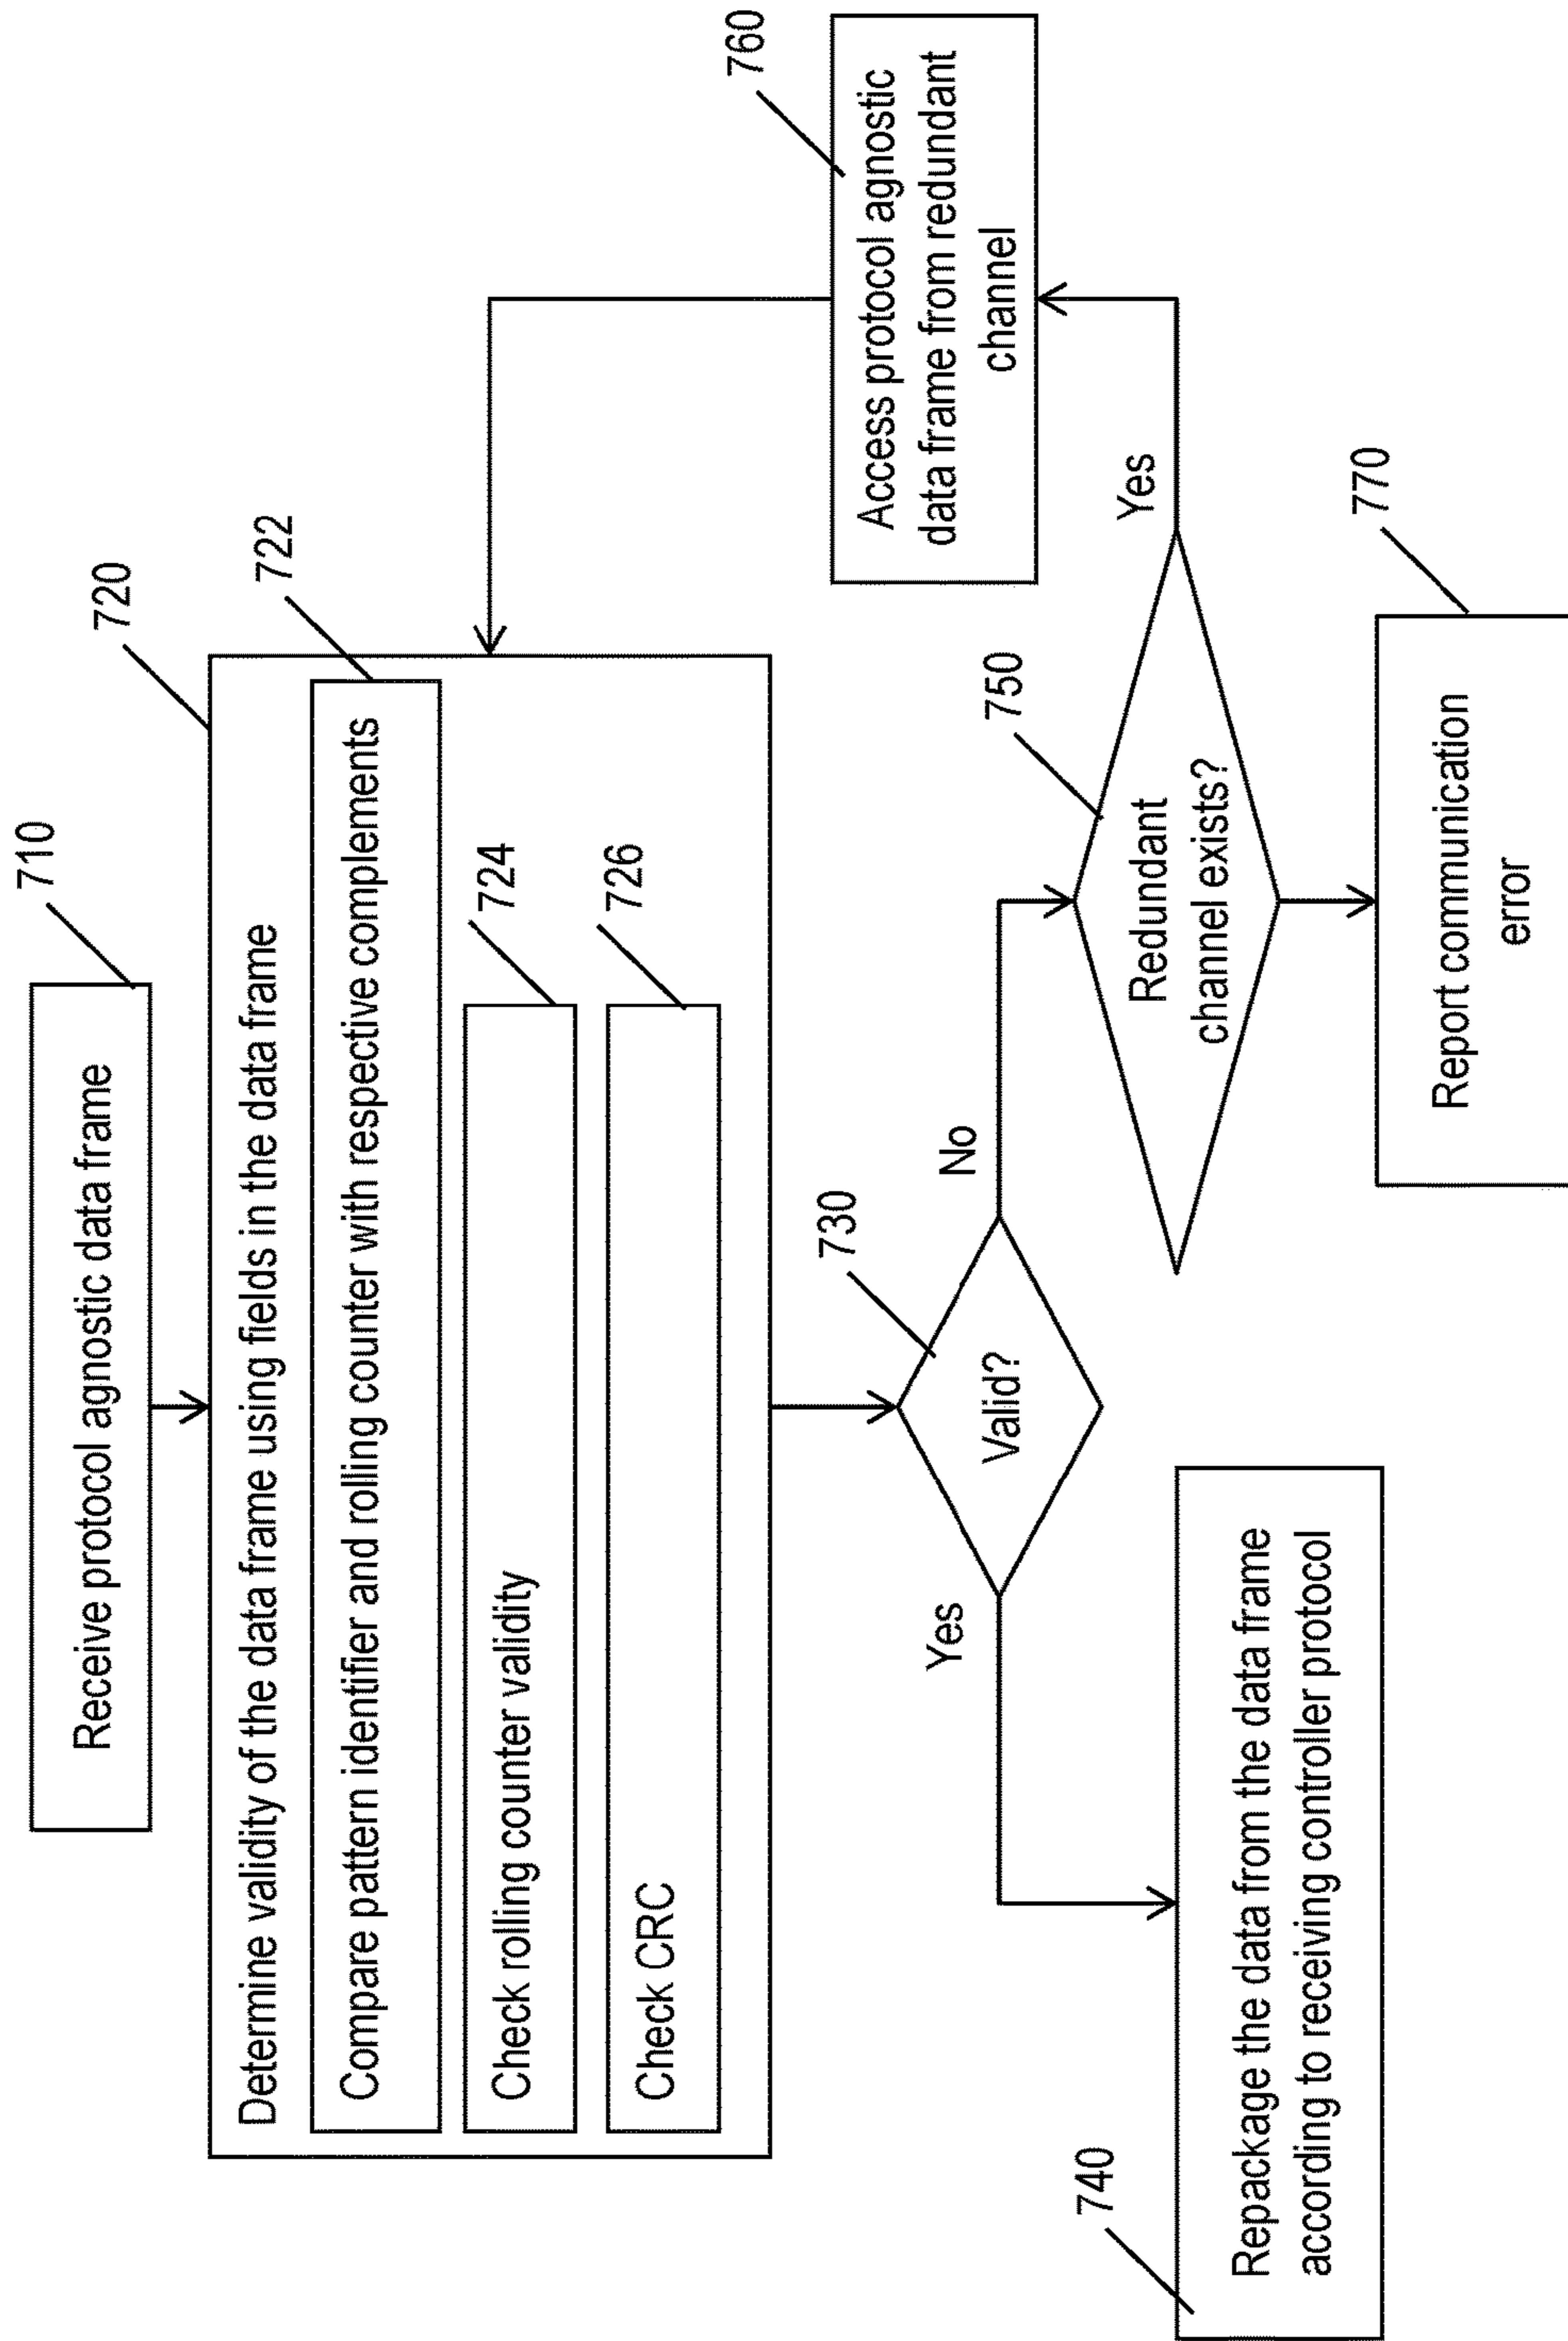 710
Receive protocol agnostic data frame
720
Determine validity of the data frame using fields in the data frame
722
Compare pattern identifier and rolling counter with respective complements
724
Check rolling counter validity
726
Check CRC
730
Valid?
Yes
No
740
Repackage the data from the data frame
according to receiving controller protocol
750
Redundant
channel exists?
Yes
760
Access protocol agnostic
data frame from redundant
channel
770
Report communication
error